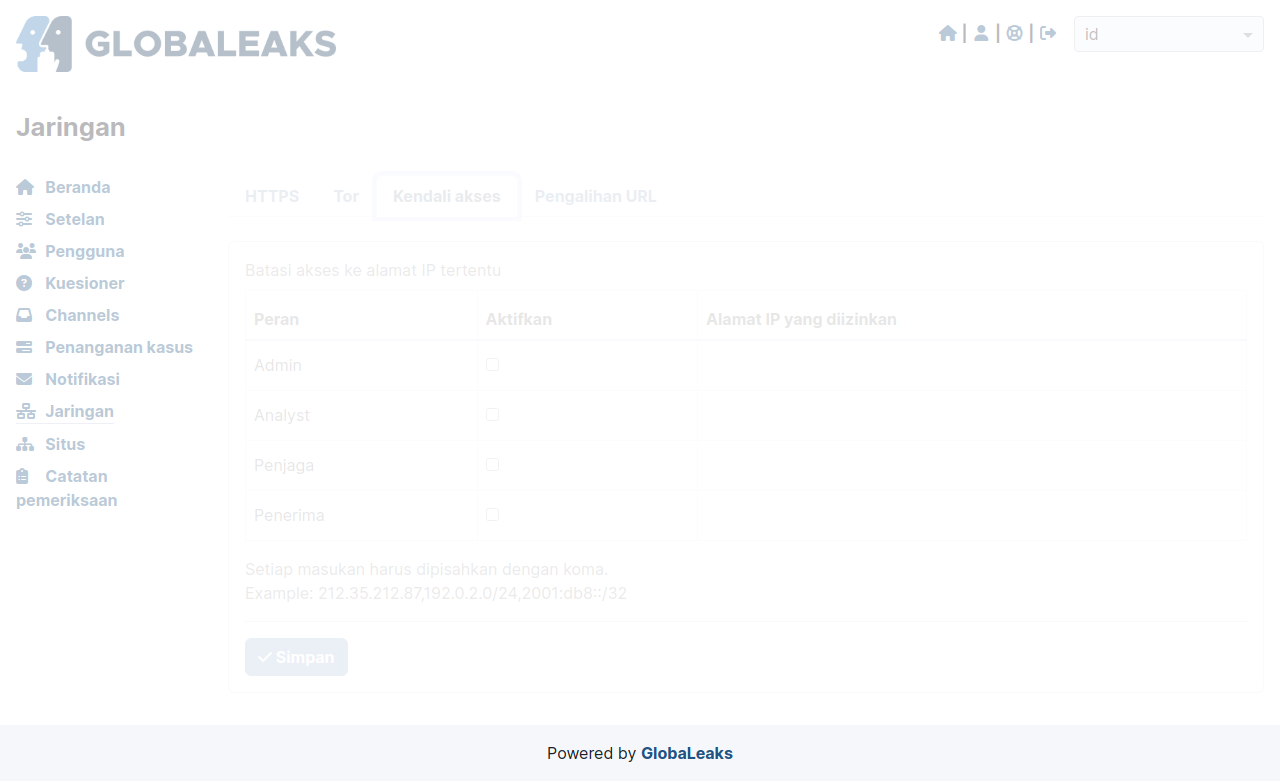 GLOBALEAKS
id
Jaringan
Beranda
Setelan
Pengguna
Kuesioner
Channels
Penanganan kasus
Notifikasi
Jaringan
Situs
Catatan
pemeriksaan
HTTPS Tor Kendali akses Pengalihan URL
Batasi akses ke alamat IP tertentu
Peran Aktifkan Alamat IP yang diizinkan
Admin
Analyst
Penjaga
Penerima
Setiap masukan harus dipisahkan dengan koma.
Example: 212.35.212.87,192.0.2.0/24,2001:db8::/32
Simpan
Powered by GlobaLeaks